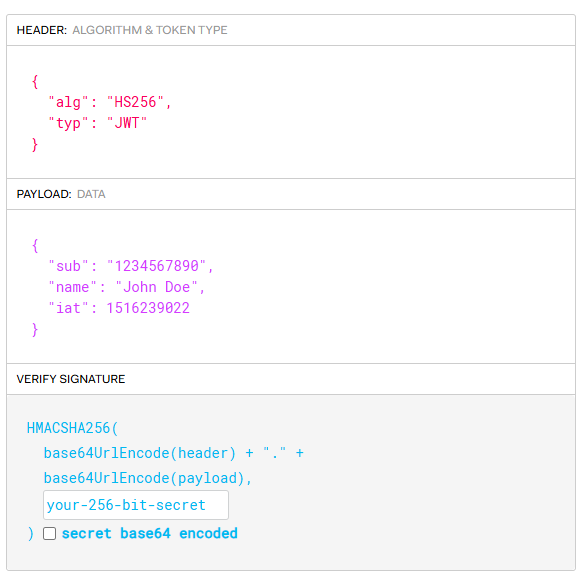 HEADER: ALGORITHM & TOKEN TYPE
{
"alg": "HS256",
"typ": "JWT"
}
PAYLOAD: DATA
{
"sub": "1234567890",
"name": "John Doe",
"iat": 1516239022
}
VERIFY SIGNATURE
HMACSHA256(
base64UrlEncode(header) + "." +
base64UrlEncode(payload),
your-256-bit-secret
) secret base64 encoded